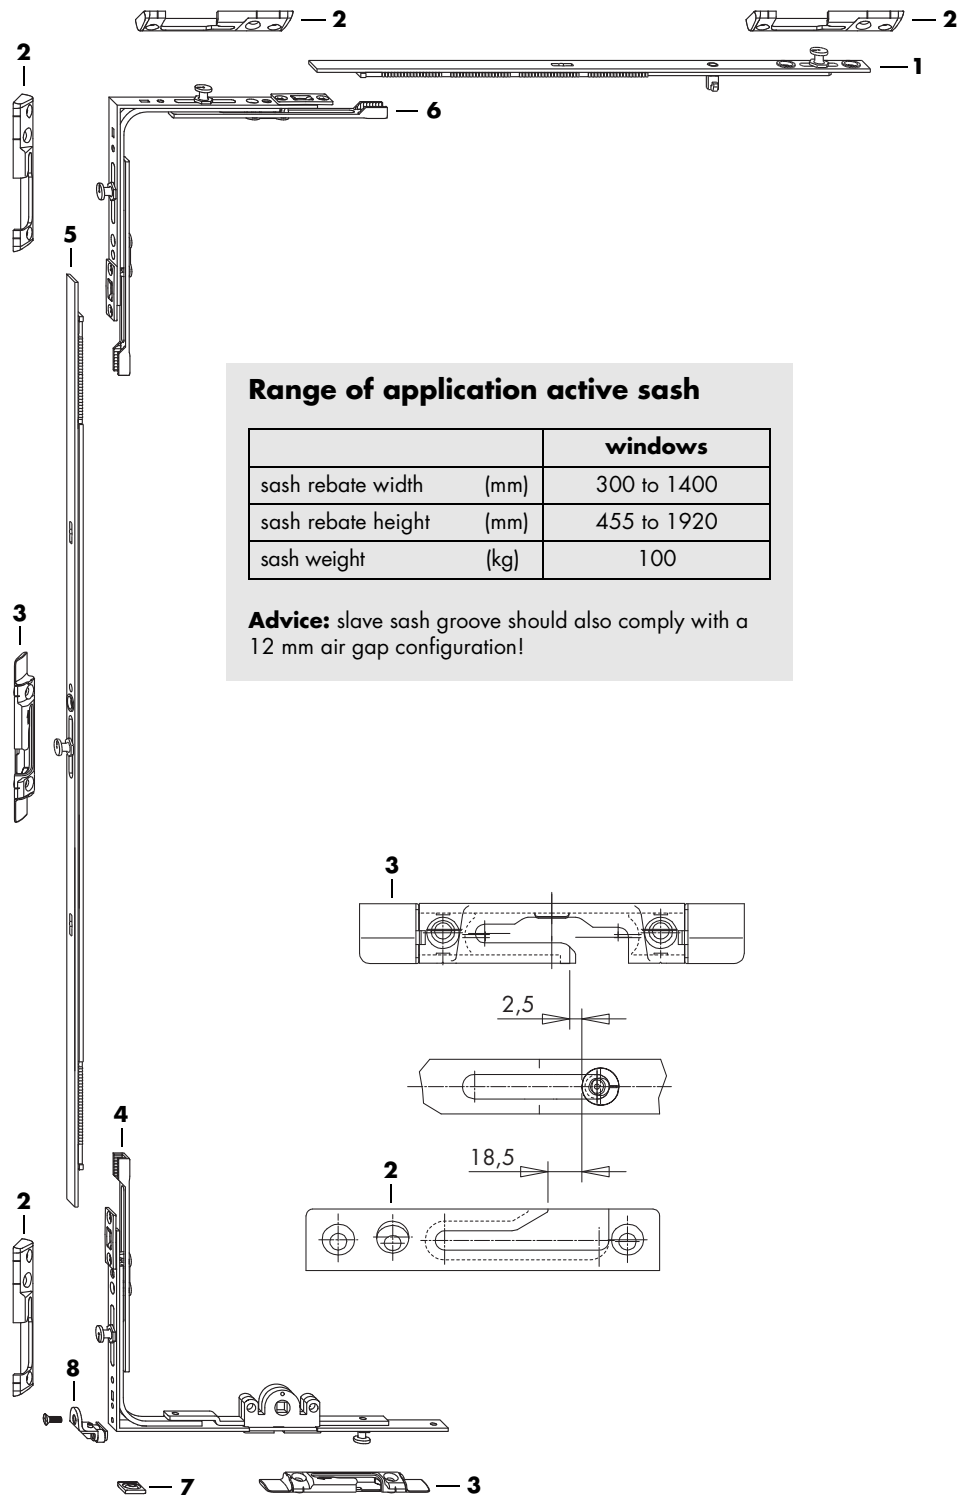 2
2
2
1
6
5
Range of application active sash
windows
sash rebate width (mm) 300 to 1400
sash rebate height (mm) 455 to 1920
sash weight (kg) 100
Advice: slave sash groove should also comply with a
12 mm air gap configuration!
3
3
2,5
4
18,5
2
2
8
7
3